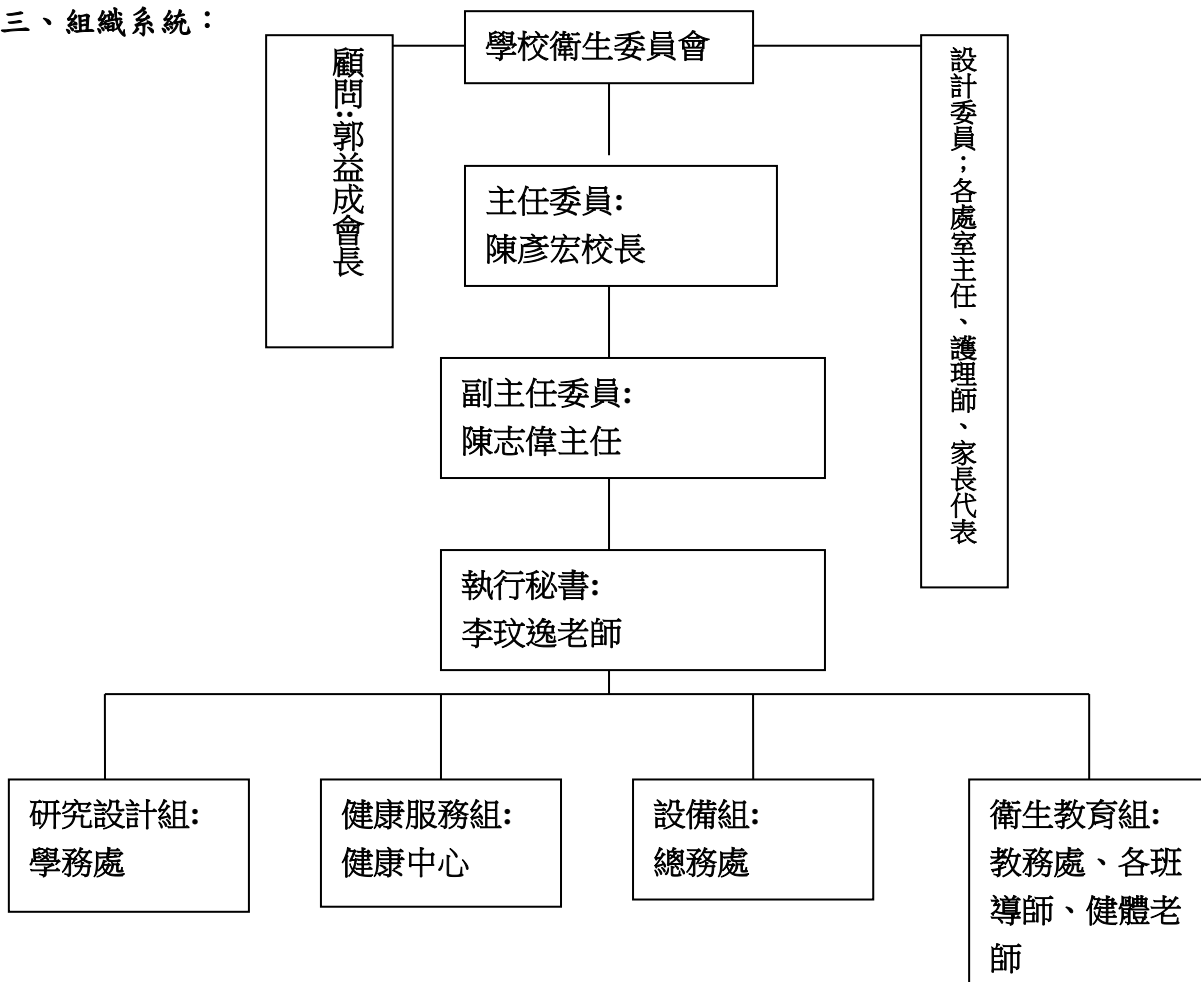 三、組織系統：
顧問:郭益成會長
學校衛生委員會
設計委員；各處室主任、護理師、家長代表
主任委員:
陳彥宏校長
副主任委員:
陳志偉主任
執行秘書:
李玟逸老師
研究設計組:
學務處
健康服務組:
健康中心
設備組:
總務處
衛生教育組:
教務處、各班
導師、健體老
師